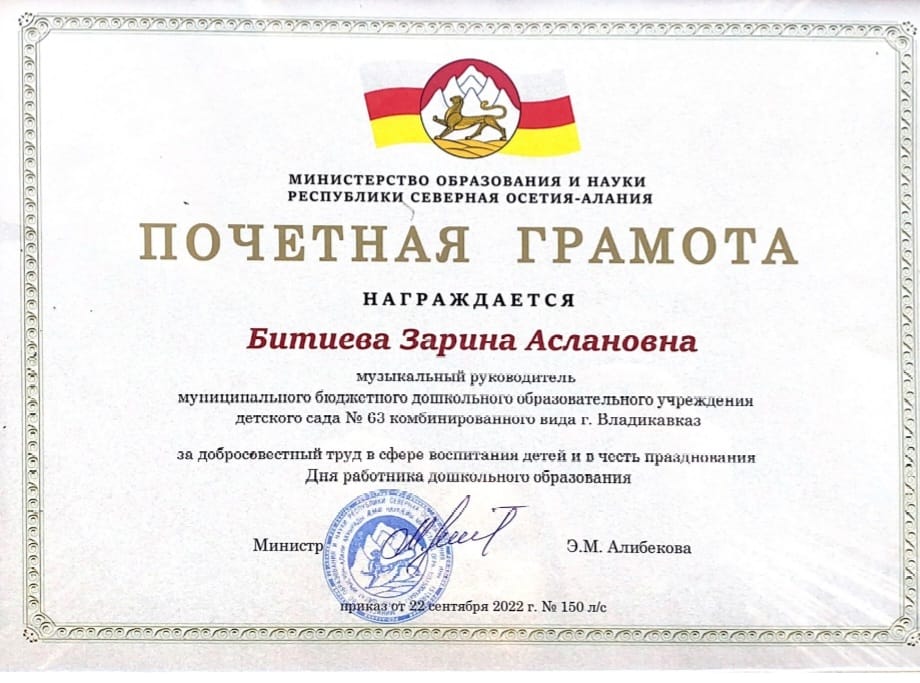 МИНИСТЕРСТВО ОБРАЗОВАНИЯ И НАУКИ
РЕСПУБЛИКИ СЕВЕРНАЯ ОСЕТИЯ-АЛАНИЯ
ПОЧЕТНАЯ ГРАМОТА
НАГРАЖДАЕТСЯ
Битиева Зарина Аслановна
музыкальный руководитель
муниципального бюджетного дошкольного образовательного учреждения
детского сада № 63 комбинированного вида г. Владикавказ
за добросовестный труд в сфере воспитания детей и в честь празднования
Дня работника дошкольного образования
Министр
Э.М. Алибекова
приказ от 22 сентября 2022 г. № 150 л/с